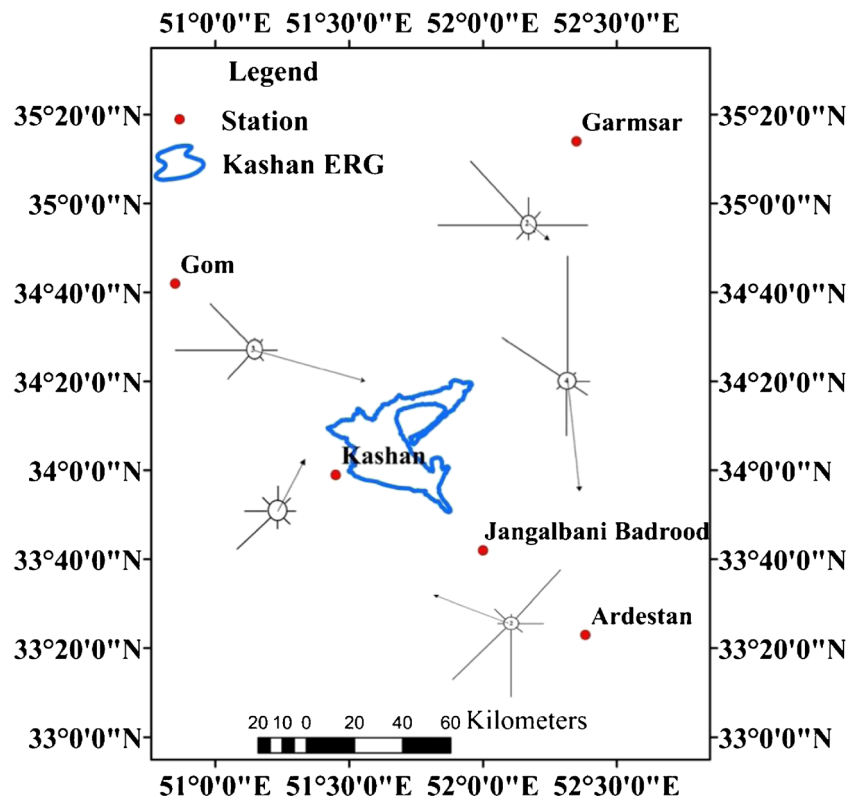 51°0'0"E 51°30'0"E 52°0'0"E 52°30'0"E
Legend
Station
Kashan ERG
35°20'0"N
35°0'0"N
34°40'0"N
34°20'0"N
34°0'0"N
33°40'0"N
33°20'0"N
33°0'0"N
Garmsar
2
Gom
3
4
Kashan
Jangalbani Badrood
2
Ardestan
35°20'0"N
35°0'0"N
34°40'0"N
34°20'0"N
34°0'0"N
33°40'0"N
33°20'0"N
33°0'0"N
20 10 0 20 40 60 Kilometers
51°0'0"E 51°30'0"E 52°0'0"E 52°30'0"E